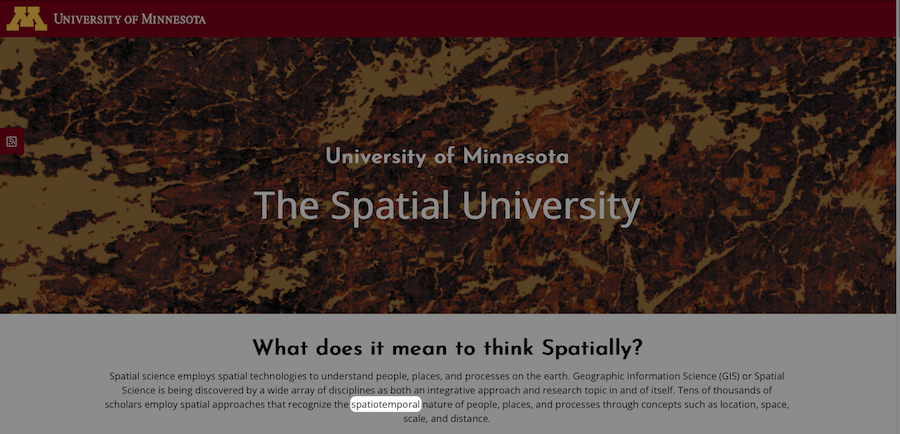 UNIVERSITY OF MINNESOTA
University of Minnesota
The Spatial University
What does it mean to think Spatially?
Spatial science employs spatial technologies to understand people, places, and processes on the earth. Geographic Information Science (GIS) or Spatial
Science is being discovered by a wide array of disciplines as both an integrative approach and research topic in and of itself. Tens of thousands of
scholars employ spatial approaches that recognize the spatiotemporal nature of people, places, and processes through concepts such as location, space,
scale, and distance.